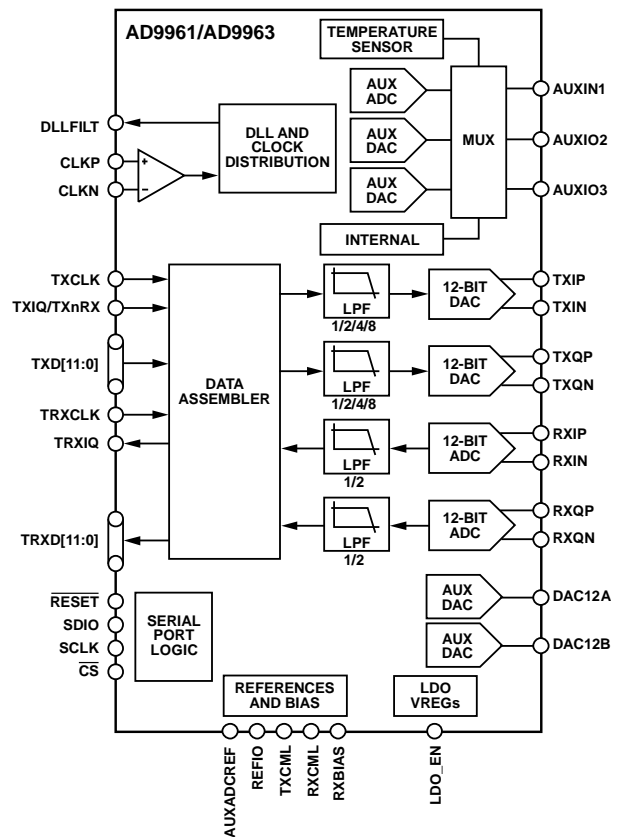 AD9961/AD9963
TEMPERATURE
SENSOR
AUX
ADC
AUX
DAC
AUX
DAC
MUX
INTERNAL
AUXIN1
AUXIO2
AUXIO3
DLLFILT
CLKP
CLKN
+
–
DLL AND
CLOCK
DISTRIBUTION
TXCLK
TXIQ/TXnRX
TXD[11:0]
TRXCLK
TRXIQ
TRXD[11:0]
DATA
ASSEMBLER
LPF
1/2/4/8
12-BIT
DAC
TXIP
TXIN
LPF
1/2/4/8
12-BIT
DAC
TXQP
TXQN
LPF
1/2
12-BIT
ADC
RXIP
RXIN
LPF
1/2
12-BIT
ADC
RXQP
RXQN
RESET
SDIO
SCLK
CS
SERIAL
PORT
LOGIC
AUX
DAC
DAC12A
AUX
DAC
DAC12B
REFERENCES
AND BIAS
LDO
VREGs
AUXADCREF
REFIO
TXCML
RXCML
RXBIAS
LDO_EN